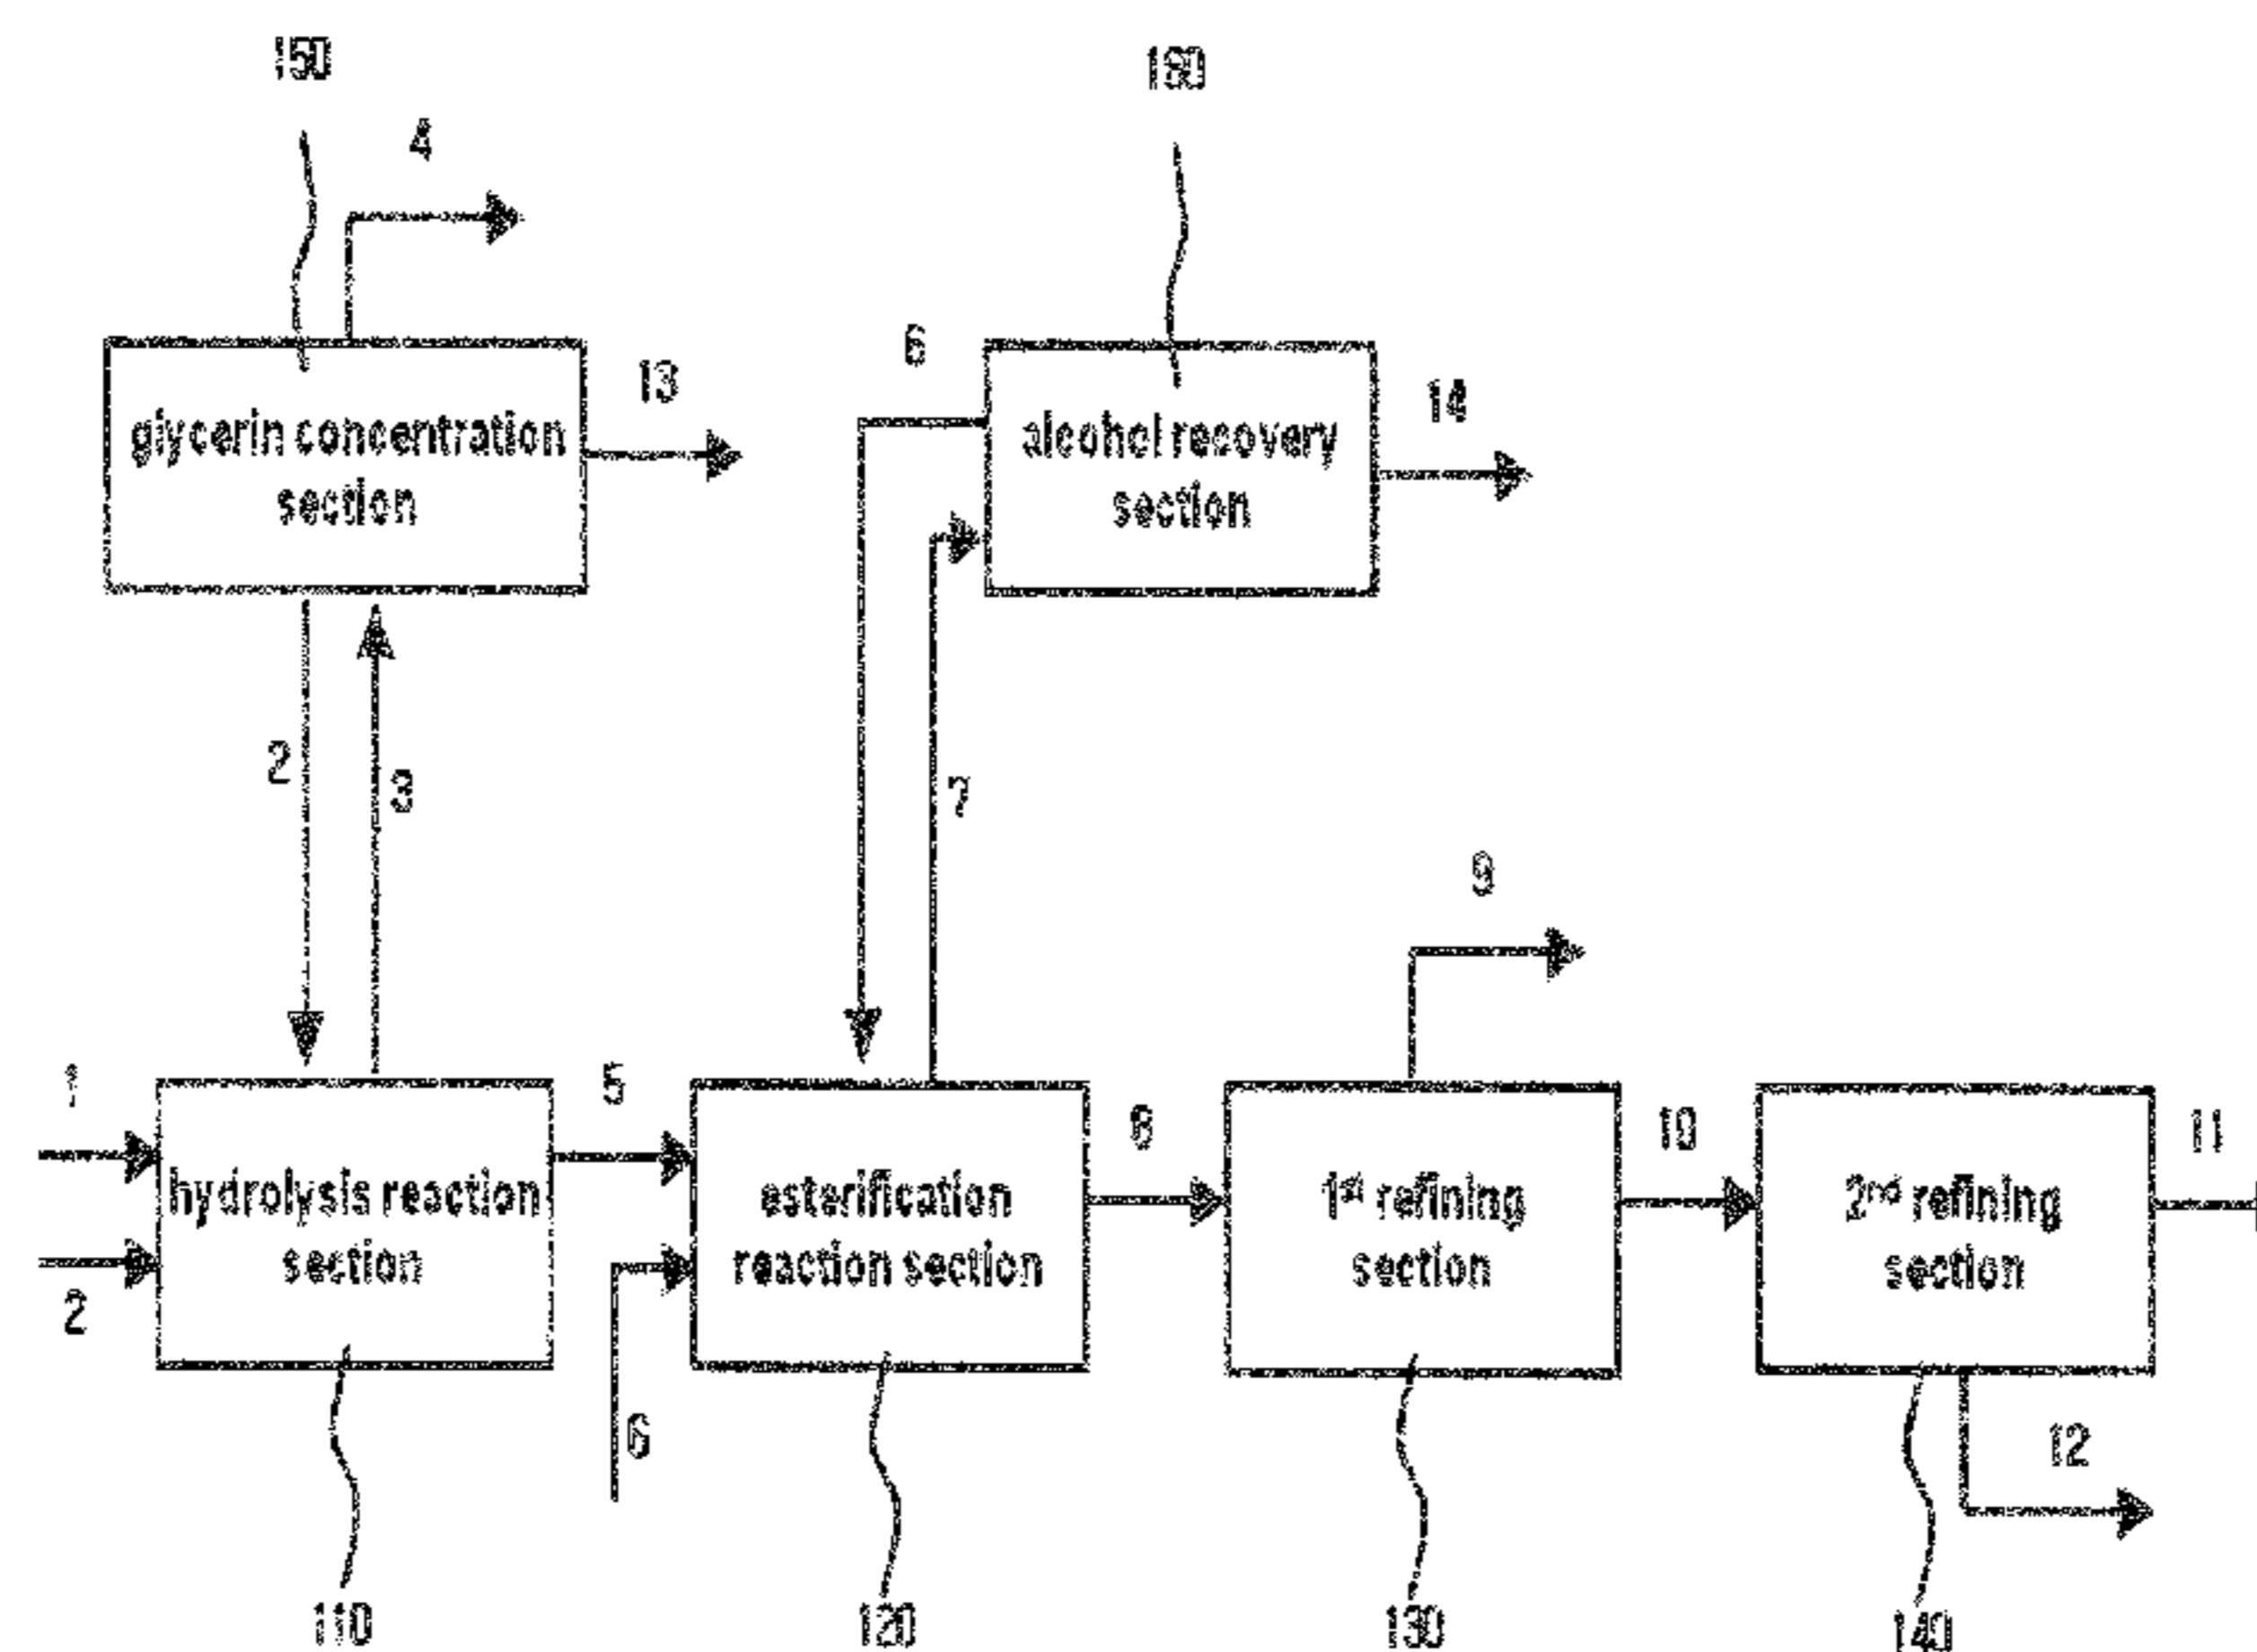 150
4
glycerin concentration
section
13
6
alcohol recovery
section
14
2
7
9
1
2
hydrolysis reaction
section
5
6
esterification
reaction section
8
1st refining
section
10
2nd refining
section
11
12
110
120
130
140